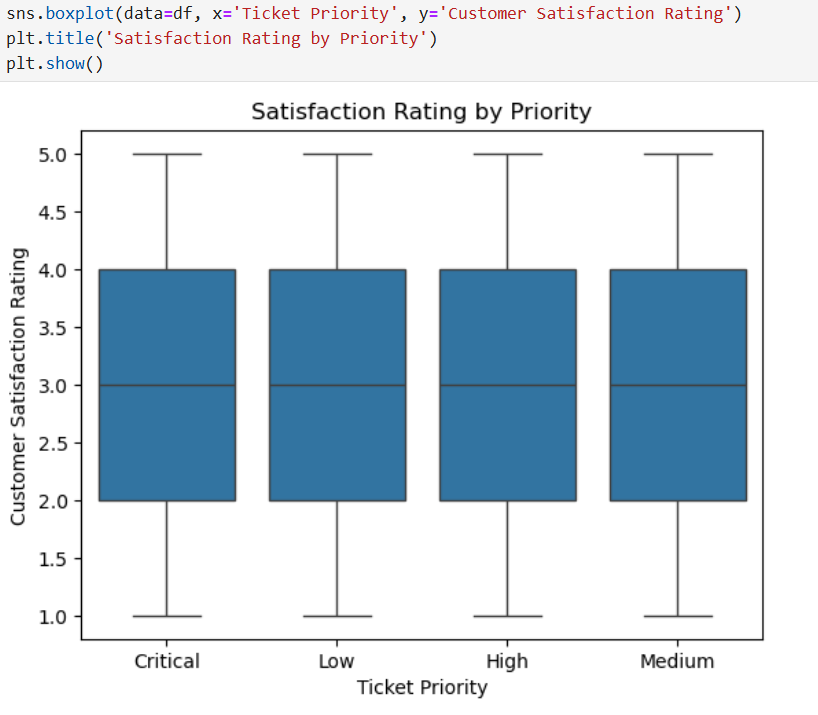 sns.boxplot(data=df, x='Ticket Priority', y='Customer Satisfaction Rating')
plt.title('Satisfaction Rating by Priority')
plt.show()
Satisfaction Rating by Priority
5.0
4.5
4.0
3.5
3.0
2.5
2.0
1.5
1.0
Customer Satisfaction Rating
Critical Low High Medium
Ticket Priority